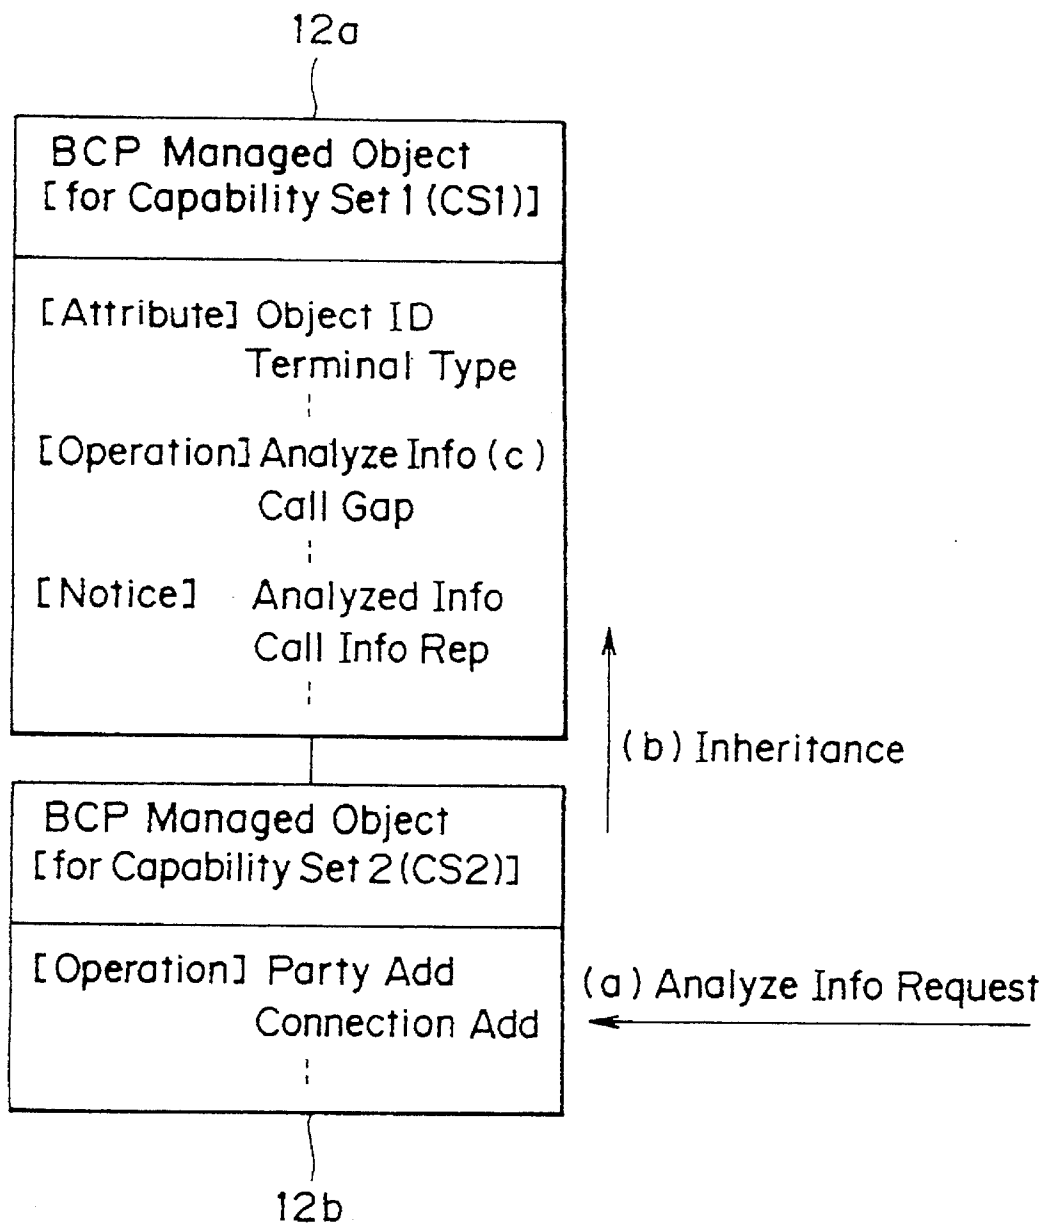 12a
BCP Managed Object
[for Capability Set 1 (CS1)]
[Attribute] Object ID
Terminal Type
[Operation] Analyze Info (c)
Call Gap
[Notice] Analyzed Info
Call Info Rep
(b) Inheritance
BCP Managed Object
[for Capability Set 2 (CS2)]
[Operation] Party Add
Connection Add
(a) Analyze Info Request
12b